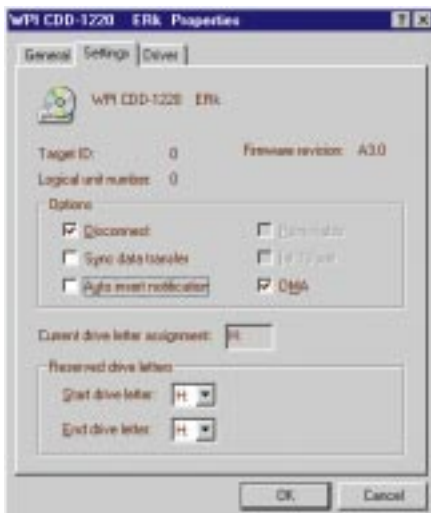 WPI CDD-1220 ERk Properties
General Settings Driver
WPI CDD-1220 ERk
Target ID: 0 Firmware revision: A3.0
Logical unit number: 0
Options
Disconnect
Sync data transfer
Auto insert notification DMA
Current drive letter assignment: H:
Reserved drive letters
Start drive letter: H:
End drive letter: H:
OK Cancel